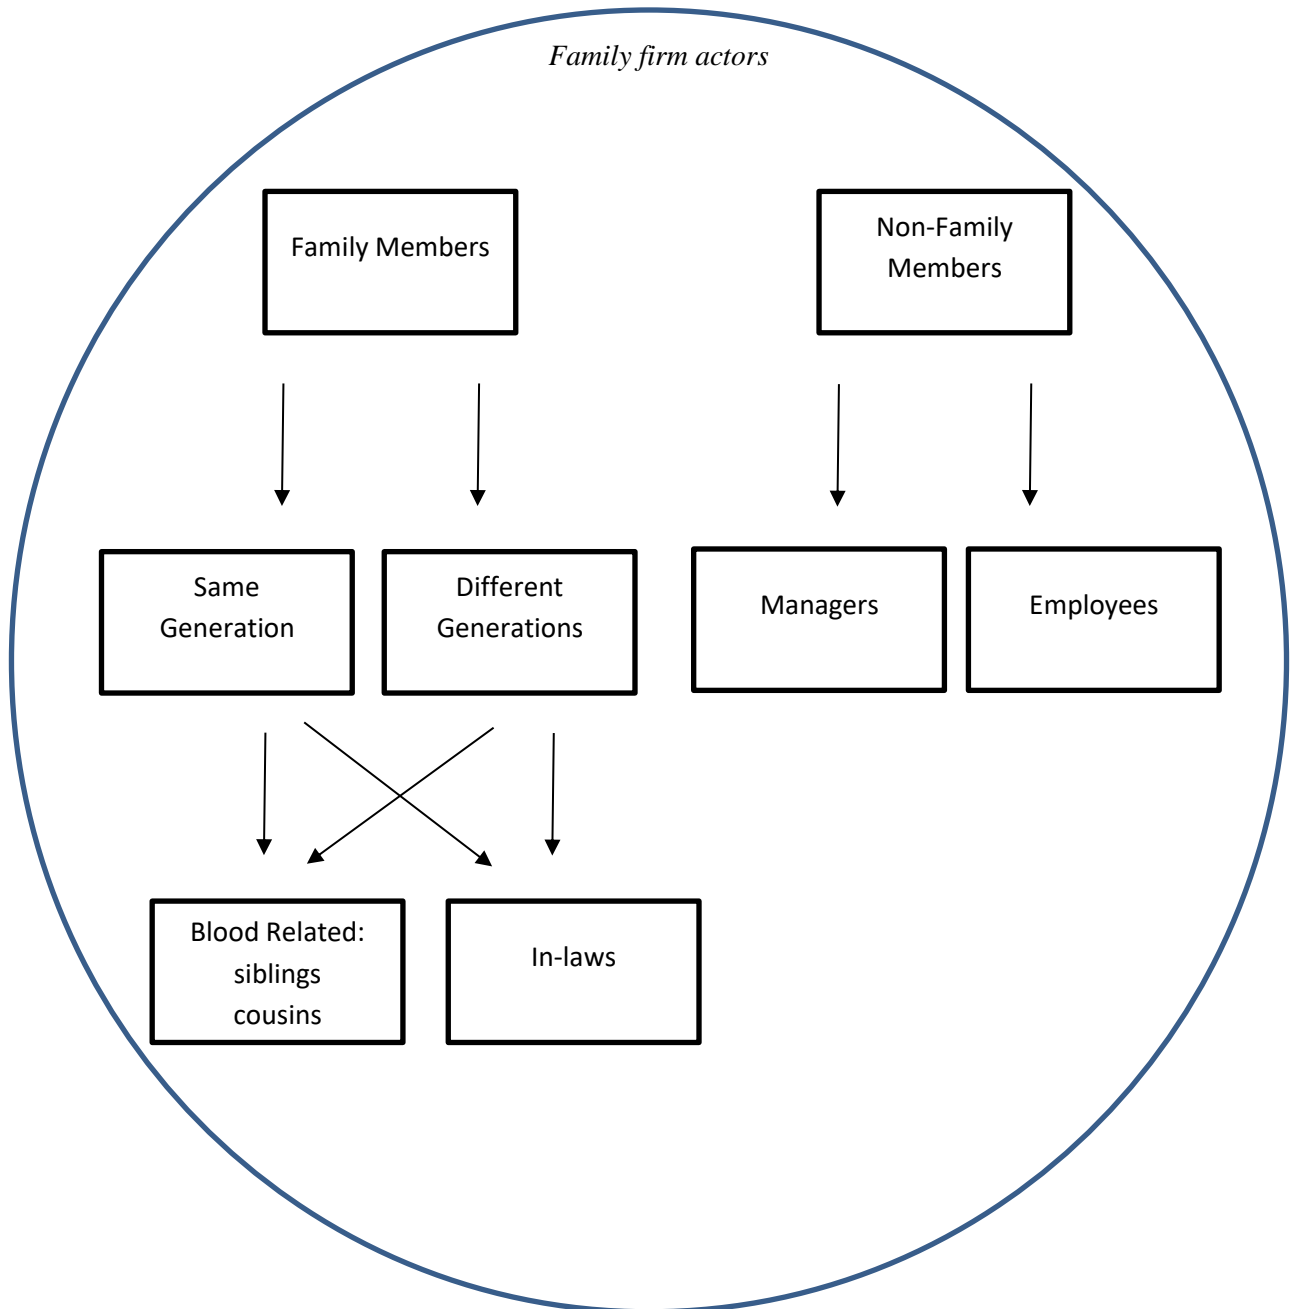 Family firm actors
Family Members
Non-Family
Members
Same
Generation
Different
Generations
Managers
Employees
Blood Related:
siblings
cousins
In-laws